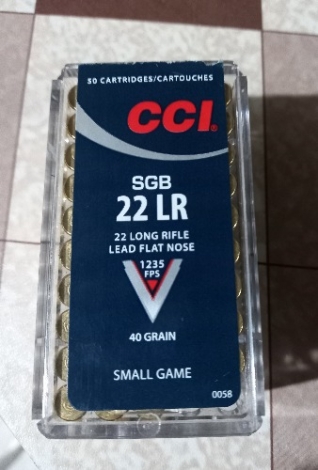 50 CARTRIDGES/CARTOUCHES
CCI®
SGB
22 LR
22 LONG RIFLE
LEAD FLAT NOSE
1235
FPS
40 GRAIN
SMALL GAME
0058